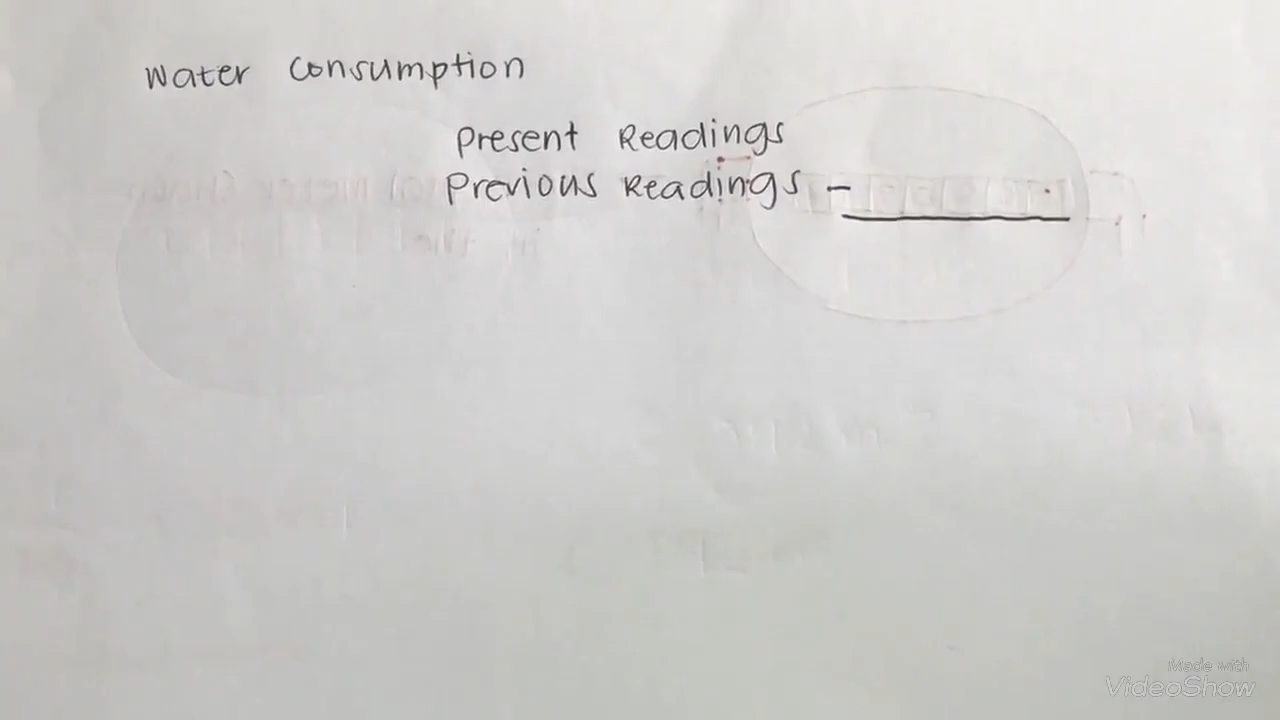 Water Consumption
Present Readings
Previous Readings -
Made with
VideoShow